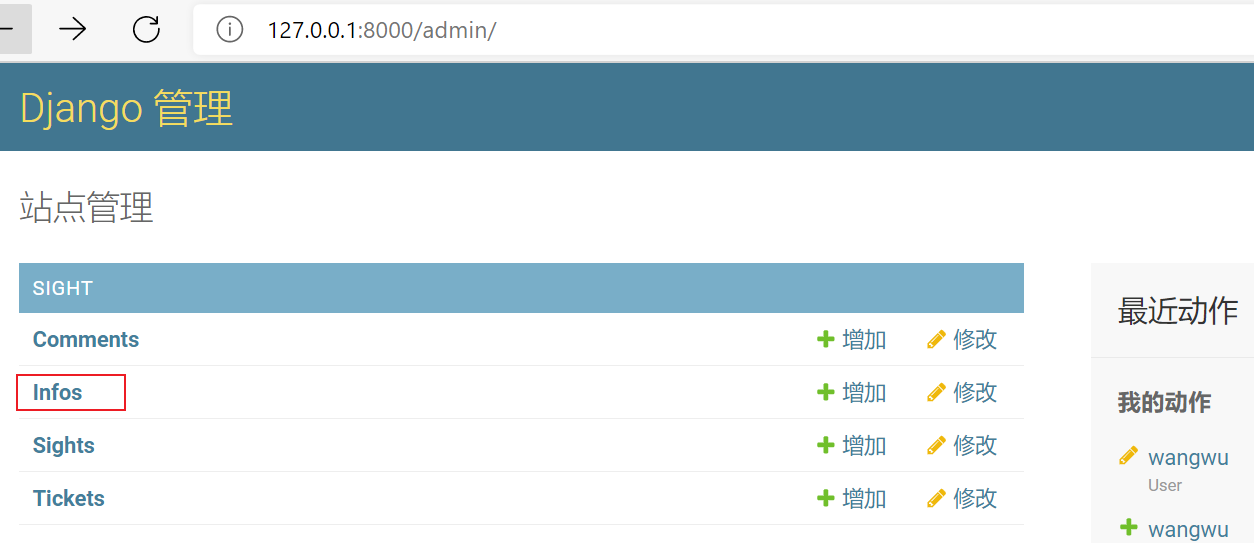 127.0.0.1:8000/admin/
Django 管理
站点管理
SIGHT
Comments 增加 修改
Infos 增加 修改
Sights 增加 修改
Tickets 增加 修改
最近动作
我的动作
wangwu
User
wangwu